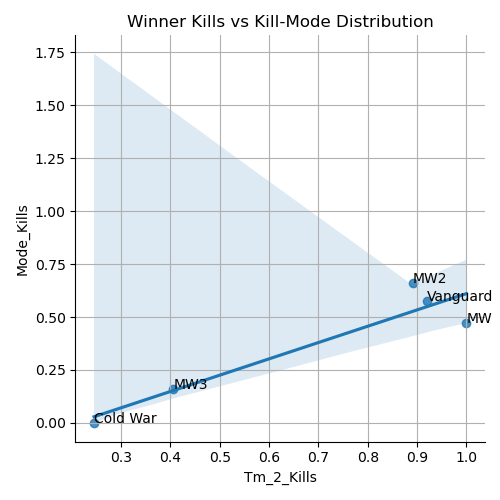 Winner Kills vs Kill-Mode Distribution
1.75
1.50
1.25
1.00
0.75
0.50
0.25
0.00
Mode_Kills
MW2
Vanguard
MW
MW3
Cold War
0.3 0.4 0.5 0.6 0.7 0.8 0.9 1.0
Tm_2_Kills